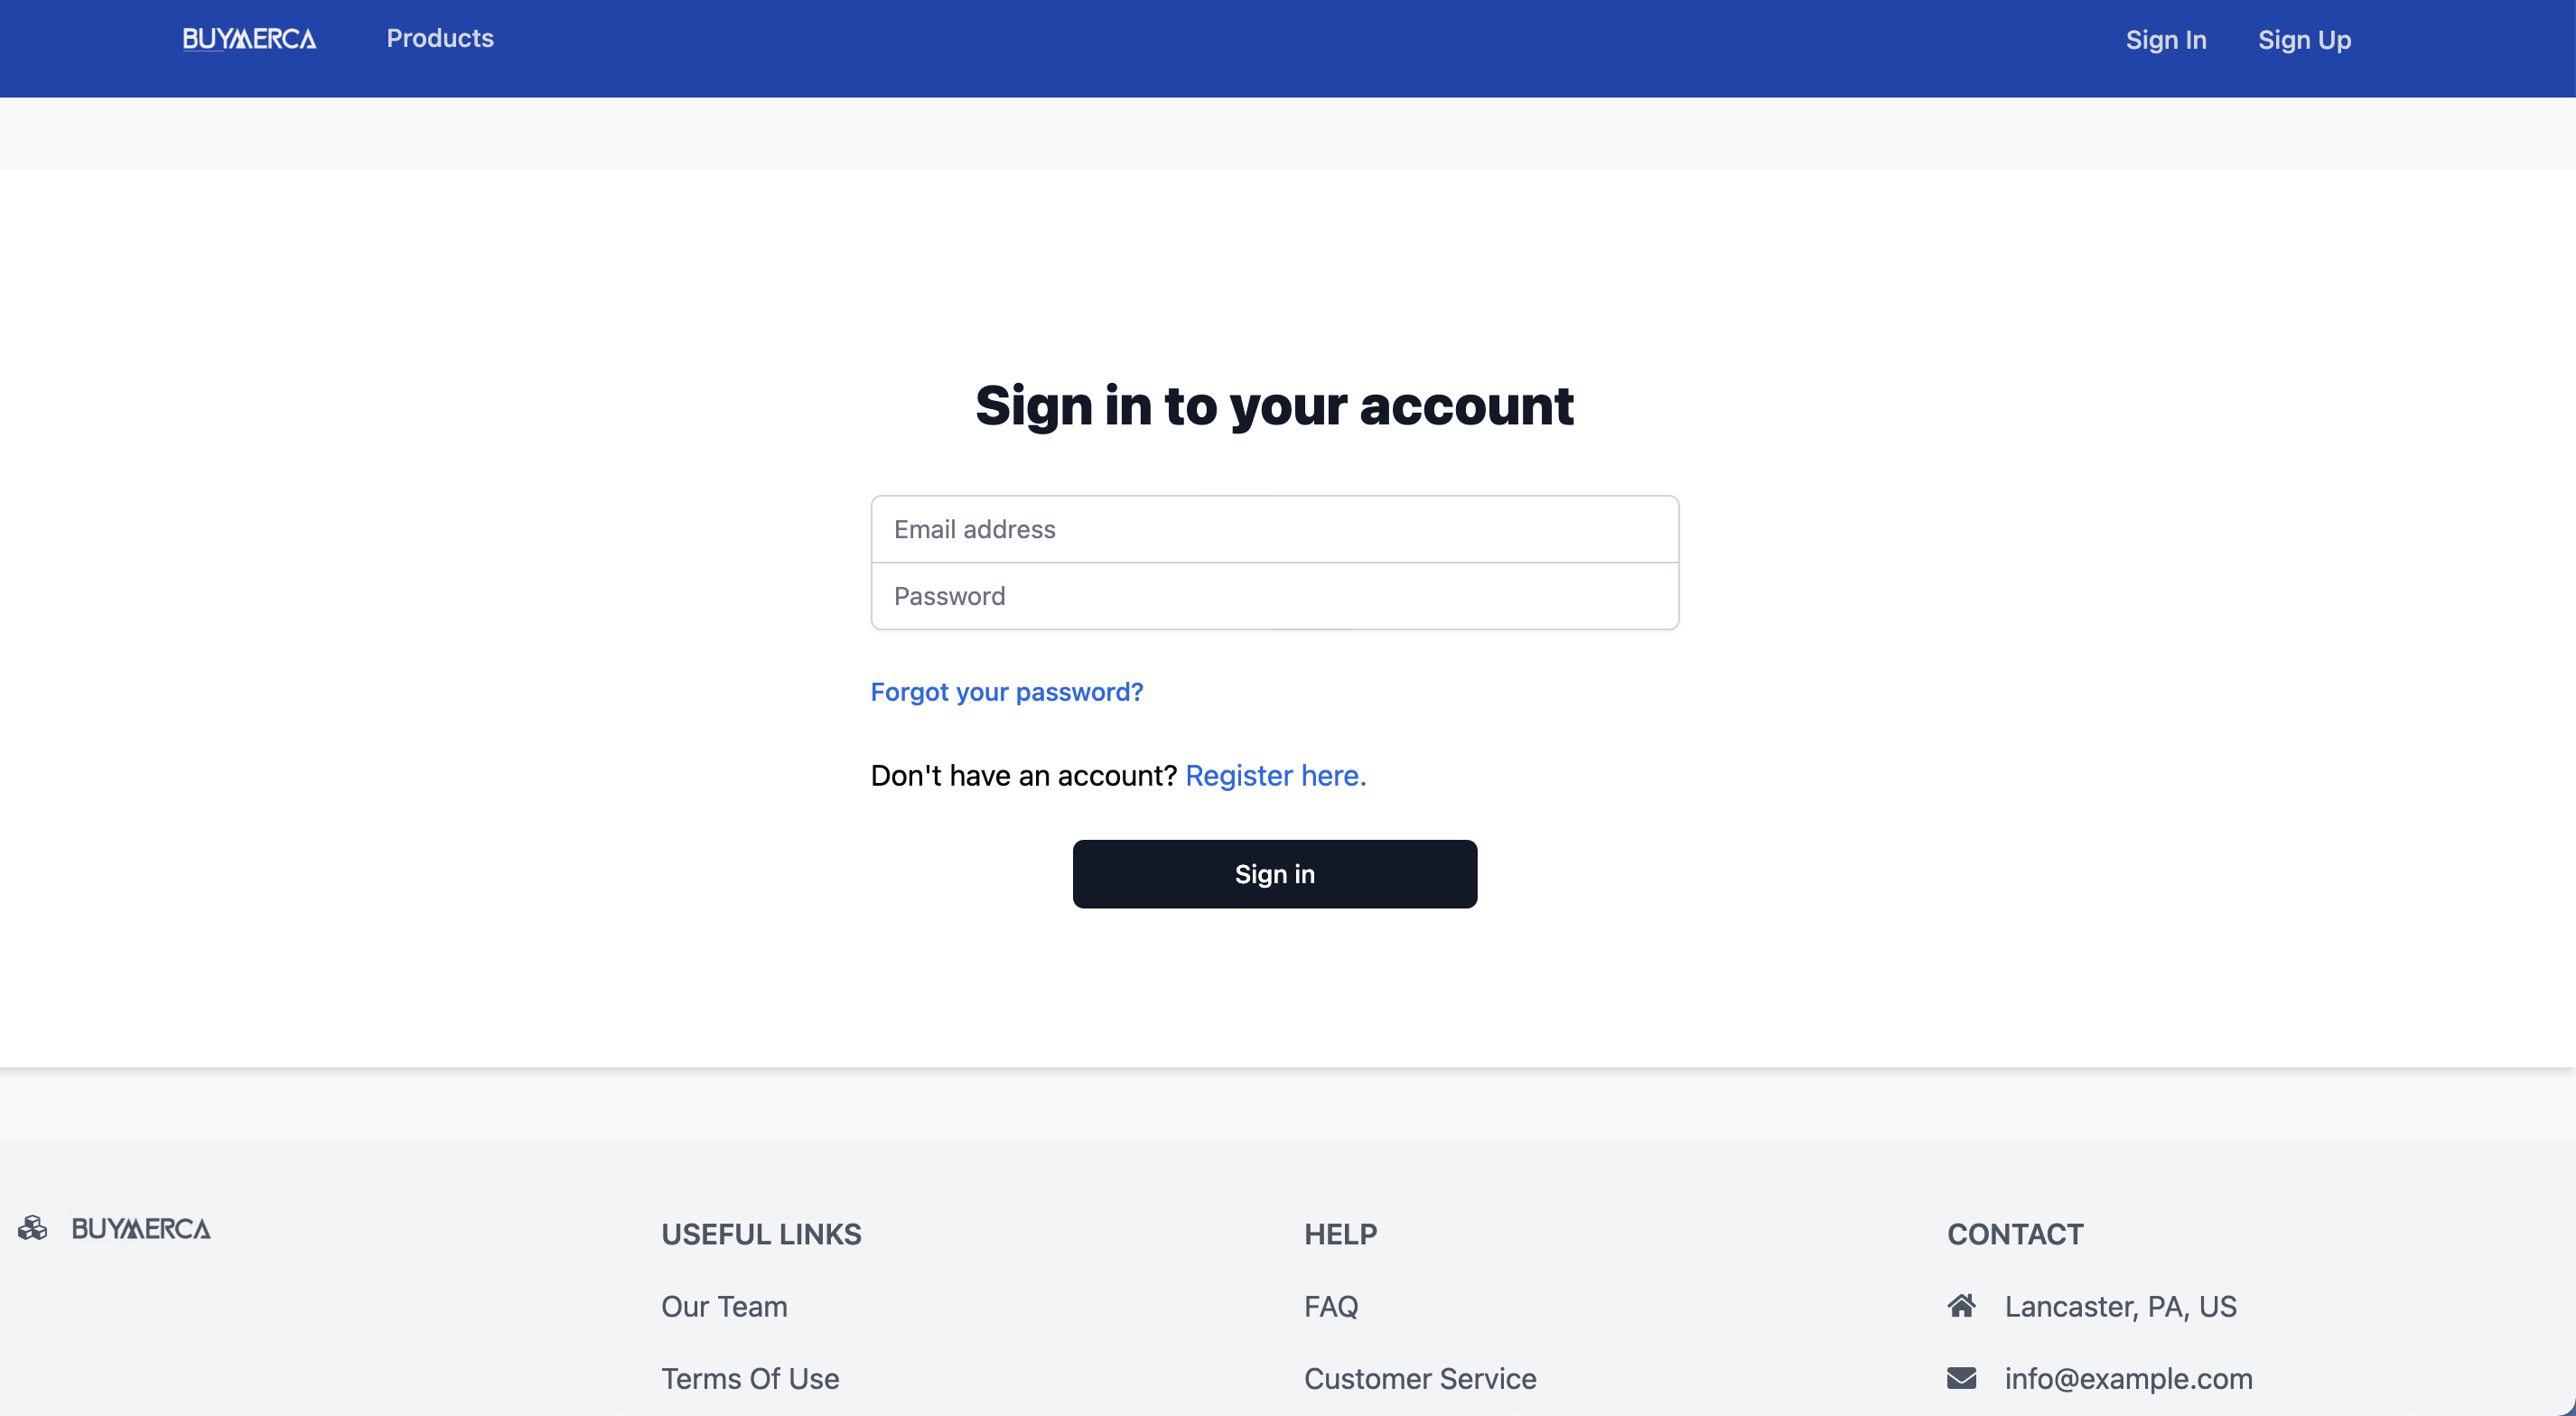 BUYMERCA Products Sign In Sign Up
Sign in to your account
Email address
Password
Forgot your password?
Don't have an account? Register here.
Sign in
BUYMERCA
USEFUL LINKS
Our Team
Terms Of Use
HELP
FAQ
Customer Service
CONTACT
Lancaster, PA, US
info@example.com